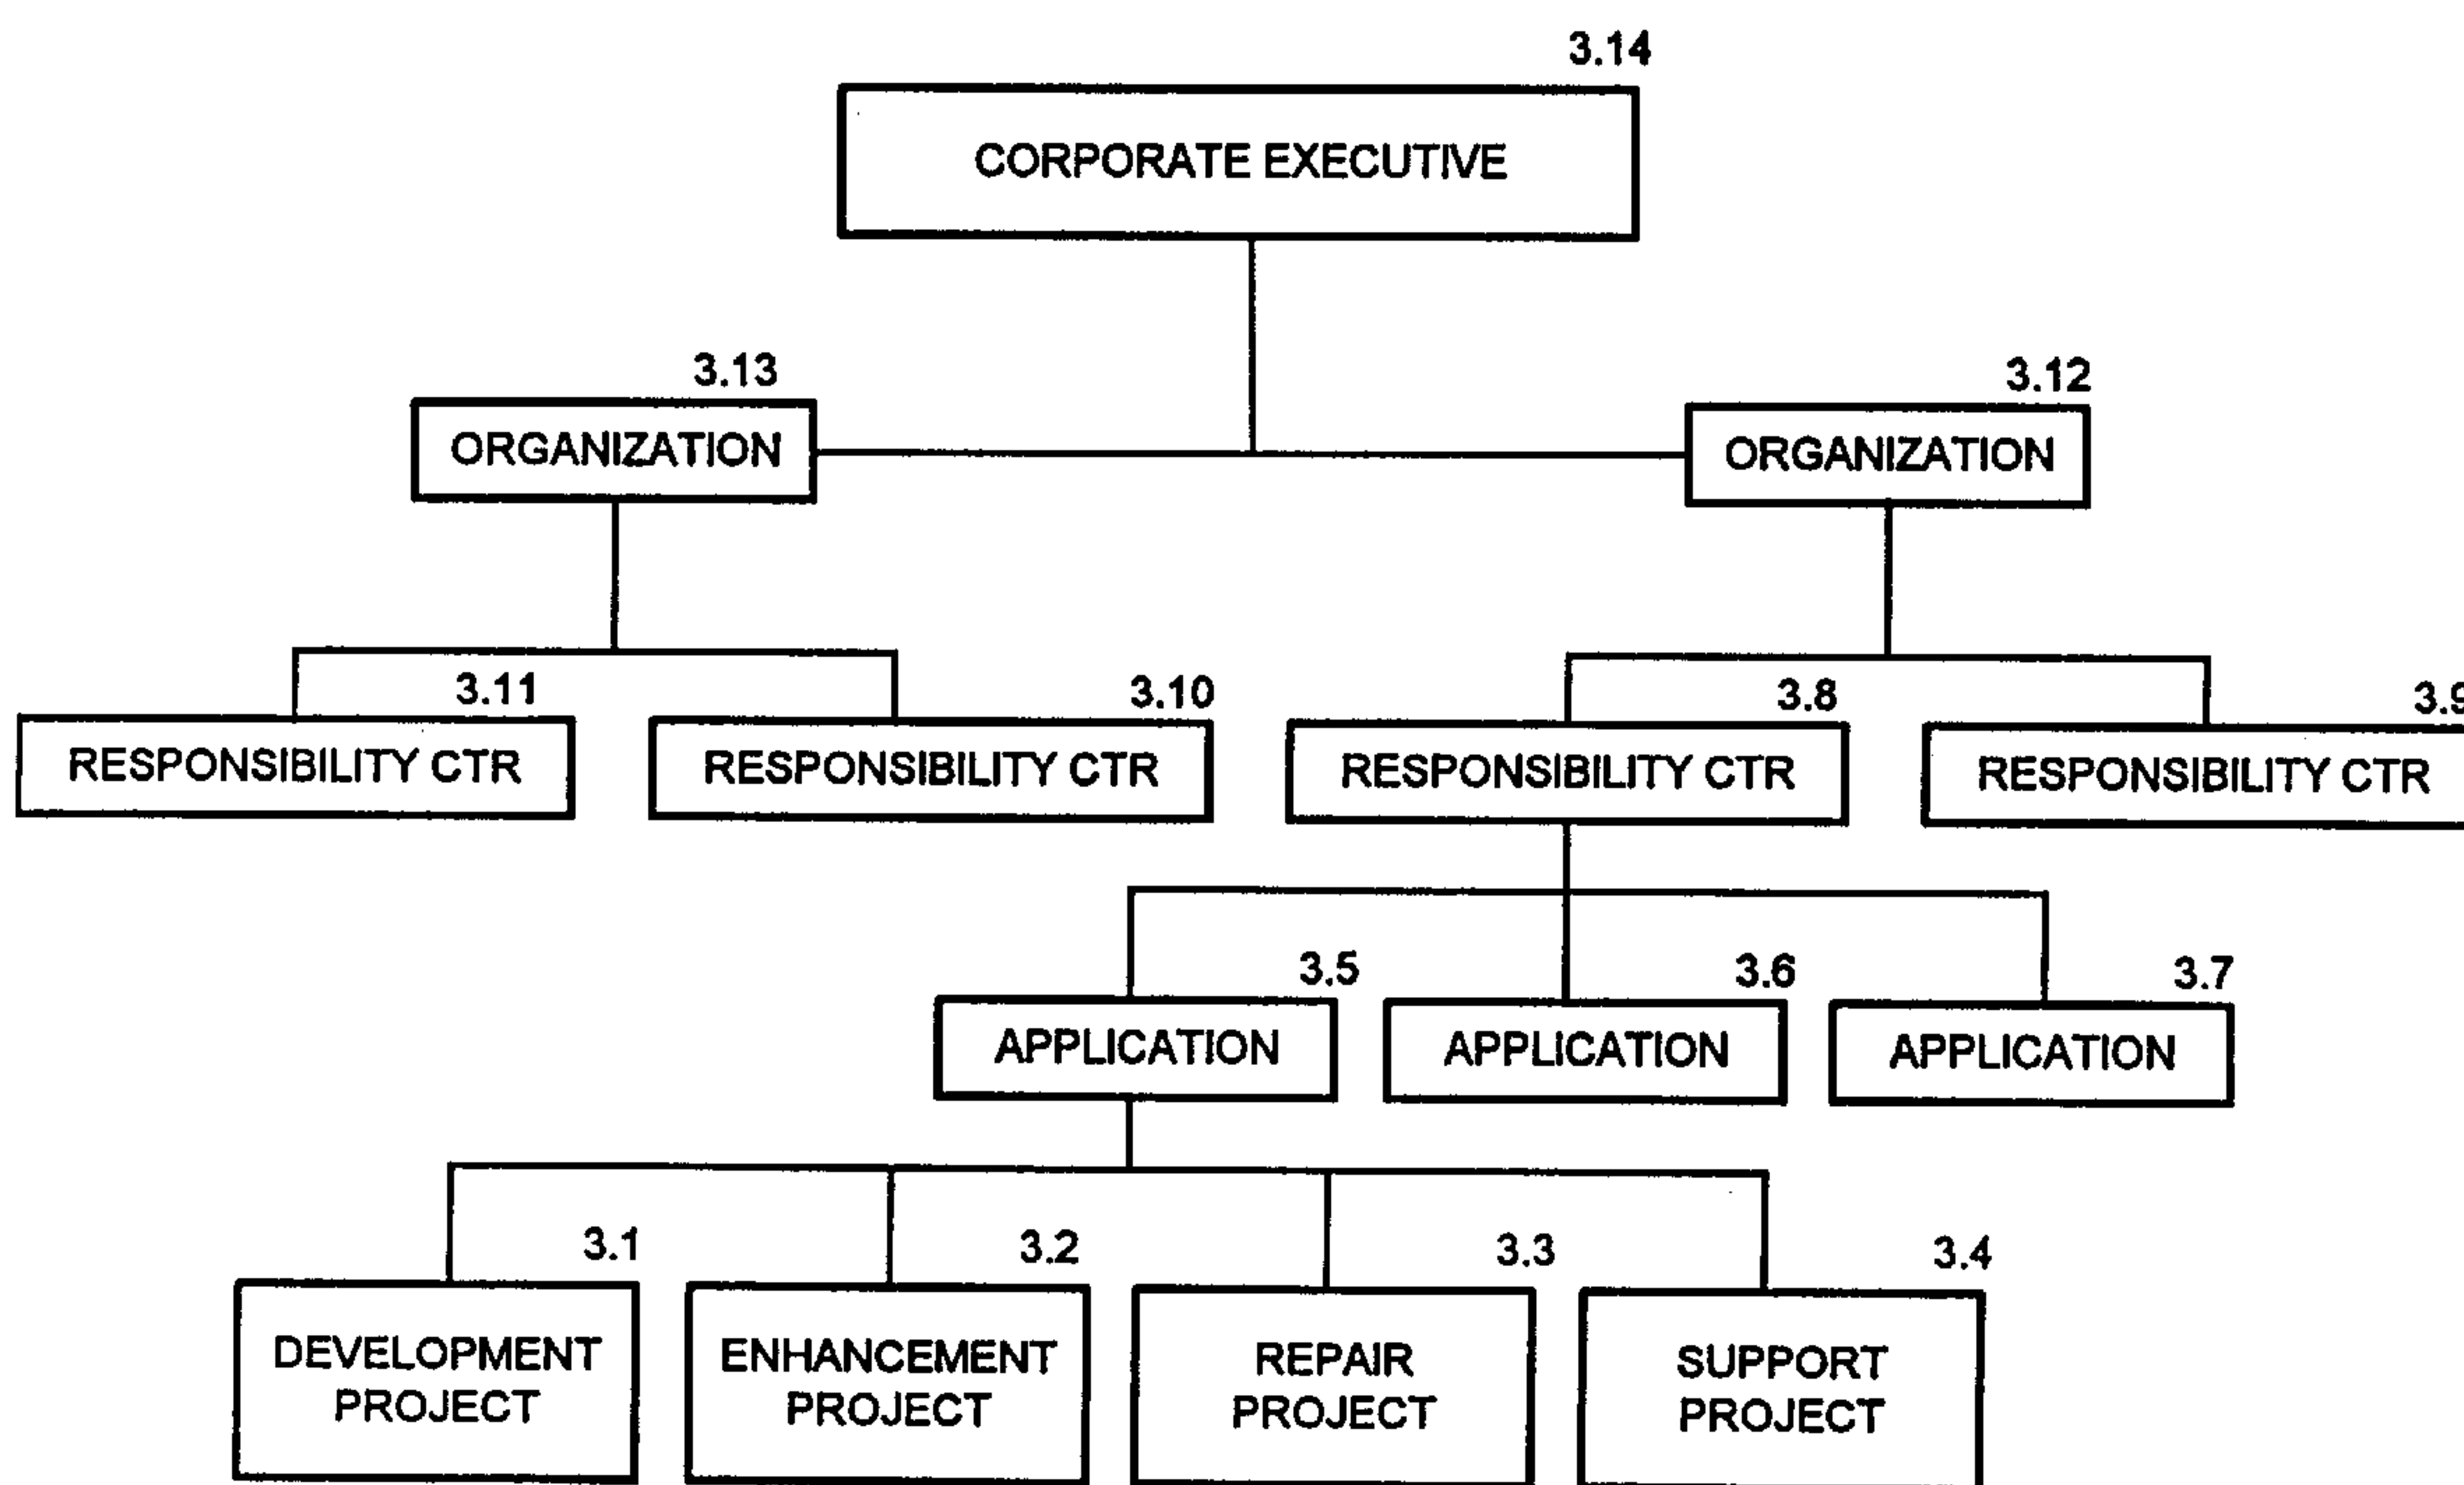 3.14
CORPORATE EXECUTIVE
3.13
3.12
ORGANIZATION
ORGANIZATION
3.11
3.10
3.8
3.9
RESPONSIBILITY CTR
RESPONSIBILITY CTR
RESPONSIBILITY CTR
RESPONSIBILITY CTR
3.5
3.6
3.7
APPLICATION
APPLICATION
APPLICATION
3.1
3.2
3.3
3.4
DEVELOPMENT
PROJECT
ENHANCEMENT
PROJECT
REPAIR
PROJECT
SUPPORT
PROJECT